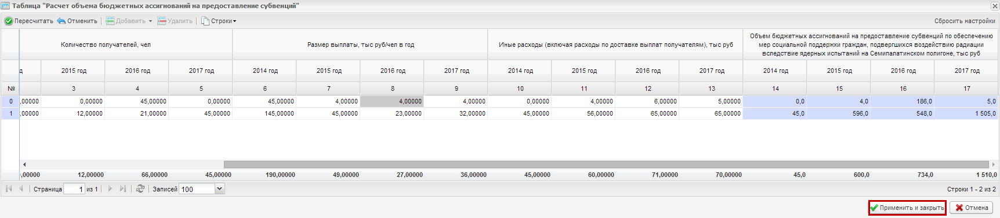 Таблица "Расчет объема бюджетных ассигнований на предоставление субвенций"
Пересчитать Отменить Добавить Удалить Строки Сбросить настройки
Количество получателей, чел Размер выплаты, тыс руб/чел в год Иные расходы (включая расходы по доставке выплат получателям), тыс руб Объем бюджетных ассигнований на предоставление субвенций по обеспечению
мер социальной поддержки граждан, подвергшихся воздействию радиации
вследствие ядерных испытаний на Семипалатинском полигоне, тыс руб
д 2015 год 2016 год 2017 год 2014 год 2015 год 2016 год 2017 год 2014 год 2015 год 2016 год 2017 год 2014 год 2015 год 2016 год 2017 год
№ 3 4 5 6 7 8 9 10 11 12 13 14 15 16 17
0 ,00000 0,00000 45,00000 0,00000 45,00000 4,00000 4,00000 4,00000 0,00000 4,00000 6,00000 5,00000 0,0 4,0 186,0 5,0
1 ,00000 12,00000 21,00000 45,00000 145,00000 45,00000 23,00000 32,00000 45,00000 56,00000 65,00000 65,00000 45,0 596,0 548,0 1 505,0
,00000 12,00000 66,00000 45,00000 190,00000 49,00000 27,00000 36,00000 45,00000 60,00000 71,00000 70,00000 45,0 600,0 734,0 1 510,0
Страница 1 из 1 Записей 100 Строки 1 - 2 из 2
Применить и закрыть Отмена